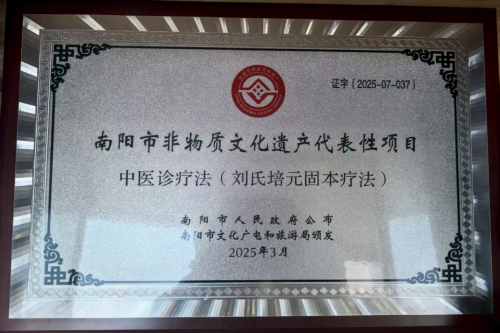 证字（2025-07-037）
南阳市非物质文化遗产代表性项目
中医诊疗法（刘氏培元固本疗法）
南阳市人民政府公布
南阳市文化广电和旅游局颁发
2025年3月